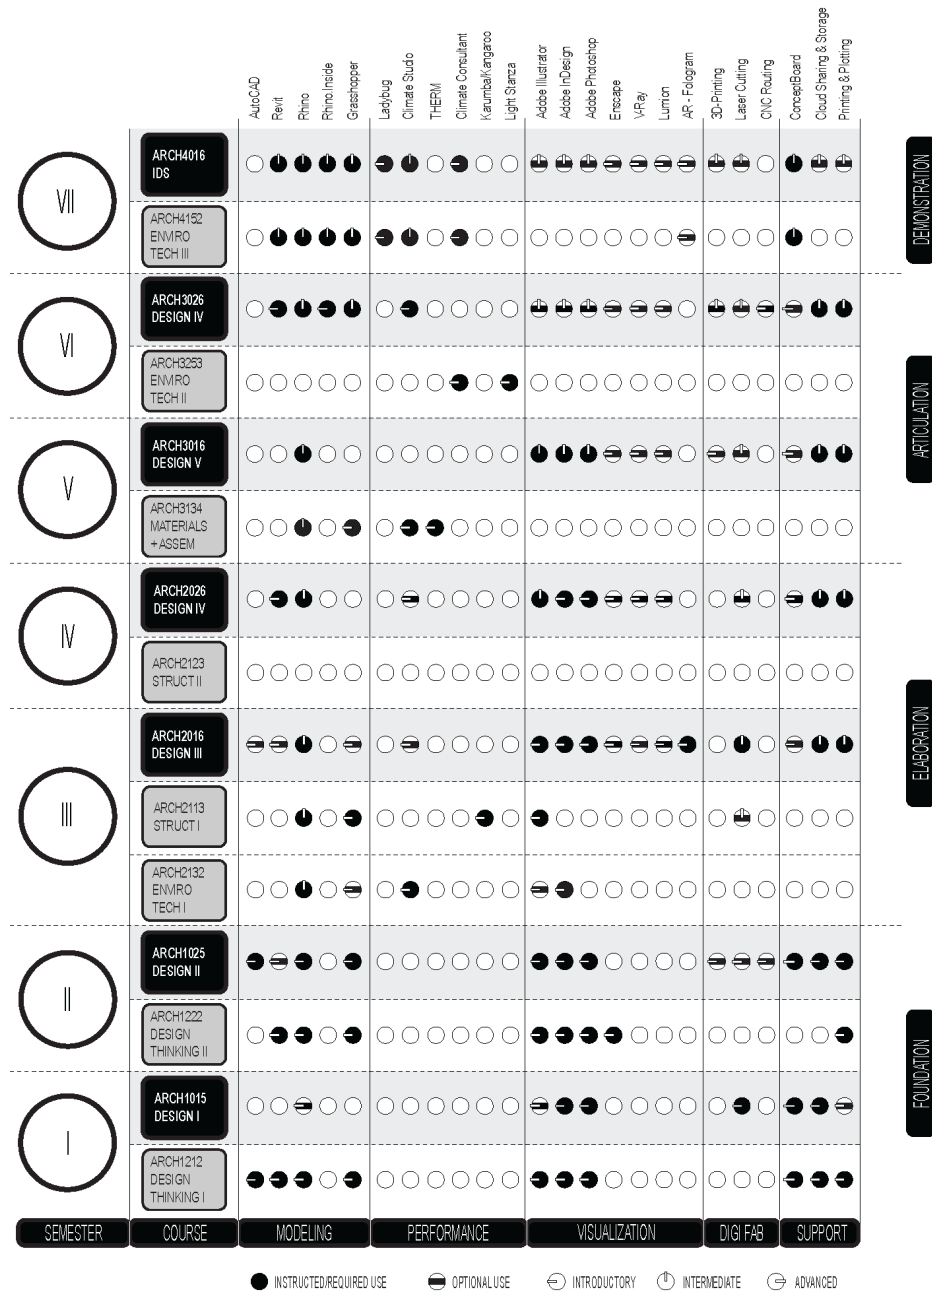 AutoCAD
Revit
Rhino
Rhino.Inside
Grasshopper
Ladybug
Climate Studio
THERM
Climate Consultant
Karumba/Kangaroo
Light Stanza
Adobe Illustrator
Adobe InDesign
Adobe Photoshop
Enscape
V-Ray
Lumion
AR - Fologram
3D-Printing
Laser Cutting
CNC Routing
ConceptBoard
Cloud Sharing & Storage
Printing & Plotting
VII
ARCH4016
IDS
ARCH4152
ENVIRO
TECH III
DEMONSTRATION
VI
ARCH3026
DESIGN IV
ARCH3253
ENVIRO
TECH II
ARTICULATION
V
ARCH3016
DESIGN V
ARCH3134
MATERIALS
+ ASSEM
IV
ARCH2026
DESIGN IV
ARCH2123
STRUCT II
ELABORATION
III
ARCH2016
DESIGN III
ARCH2113
STRUCT I
ARCH2132
ENVIRO
TECH I
II
ARCH1025
DESIGN II
ARCH1222
DESIGN
THINKING II
FOUNDATION
I
ARCH1015
DESIGN I
ARCH1212
DESIGN
THINKING I
SEMESTER COURSE MODELING PERFORMANCE VISUALIZATION DIGI FAB SUPPORT
INSTRUCTED/REQUIRED USE OPTIONAL USE INTRODUCTORY INTERMEDIATE ADVANCED